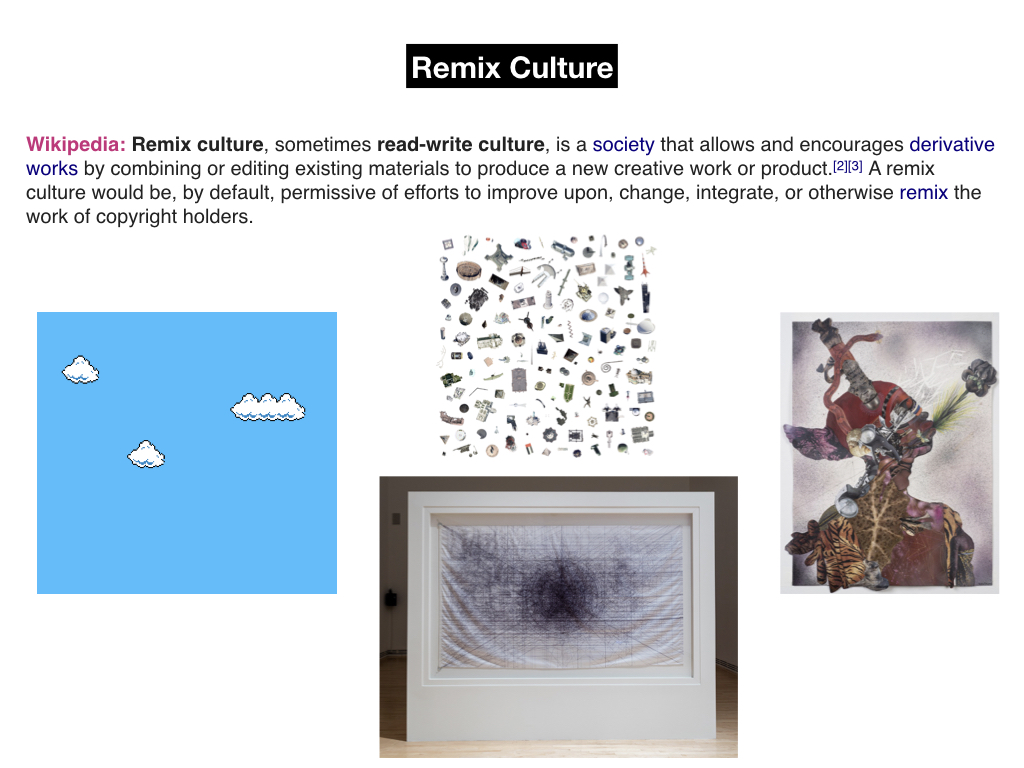 Remix Culture
Wikipedia: Remix culture, sometimes read-write culture, is a society that allows and encourages derivative
works by combining or editing existing materials to produce a new creative work or product.[2][3] A remix
culture would be, by default, permissive of efforts to improve upon, change, integrate, or otherwise remix the
work of copyright holders.